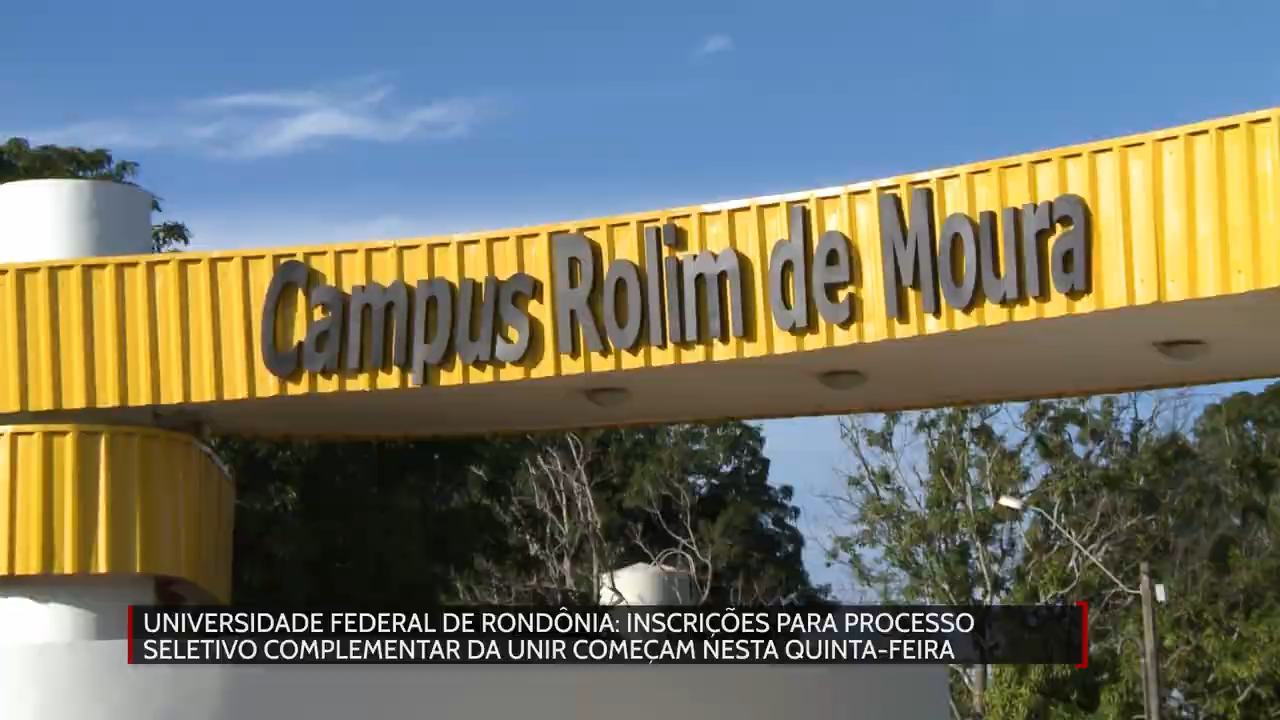 Campus Rolim de Moura
UNIVERSIDADE FEDERAL DE RONDÔNIA: INSCRIÇÕES PARA PROCESSO
SELETIVO COMPLEMENTAR DA UNIR COMEÇAM NESTA QUINTA-FEIRA